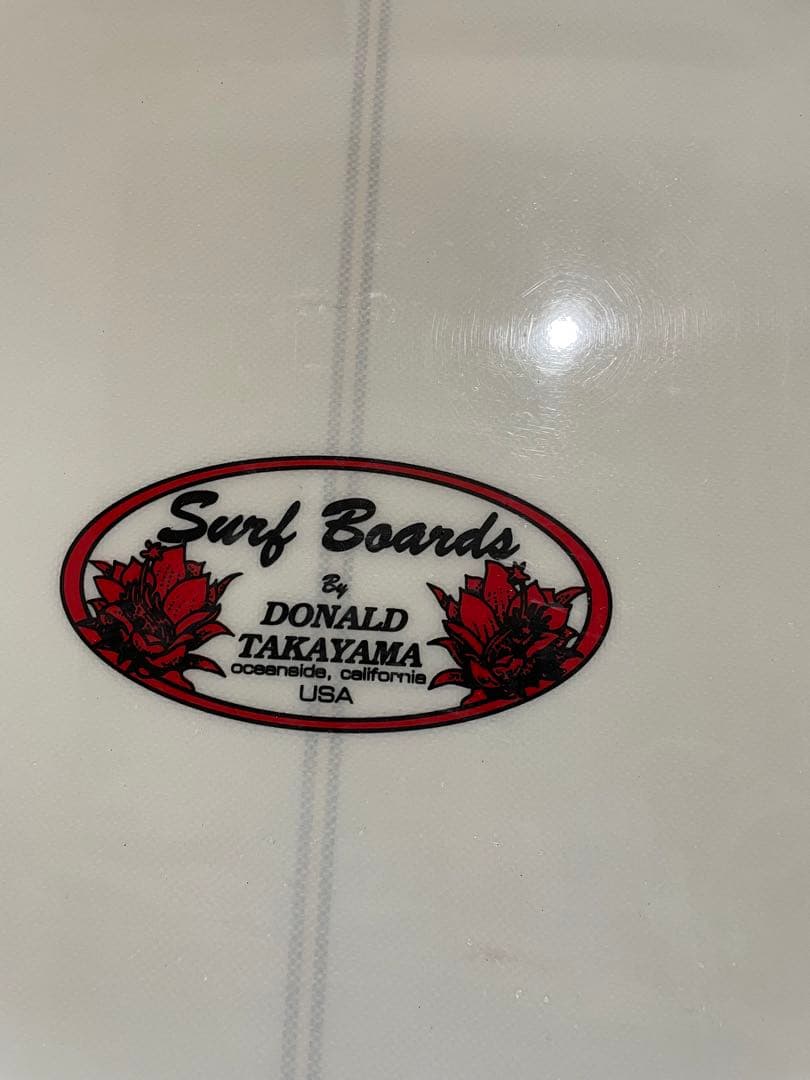 Surf Boards
By
DONALD
TAKAYAMA
oceanside, california
USA